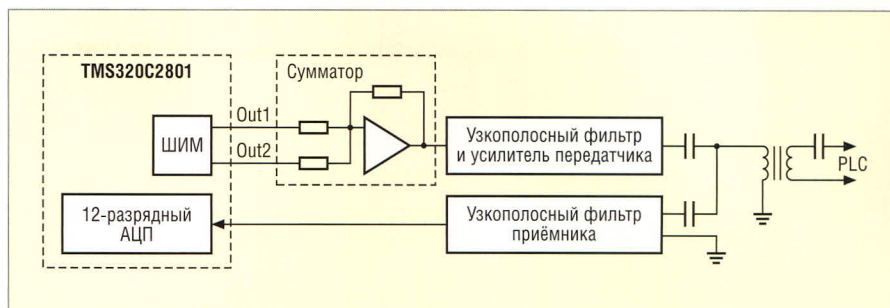 TMS320C2801
Сумматор
Out1
ШИМ
Out2
Узкополосный фильтр
и усилитель передатчика
PLC
12-разрядный
АЦП
Узкополосный фильтр
приёмника